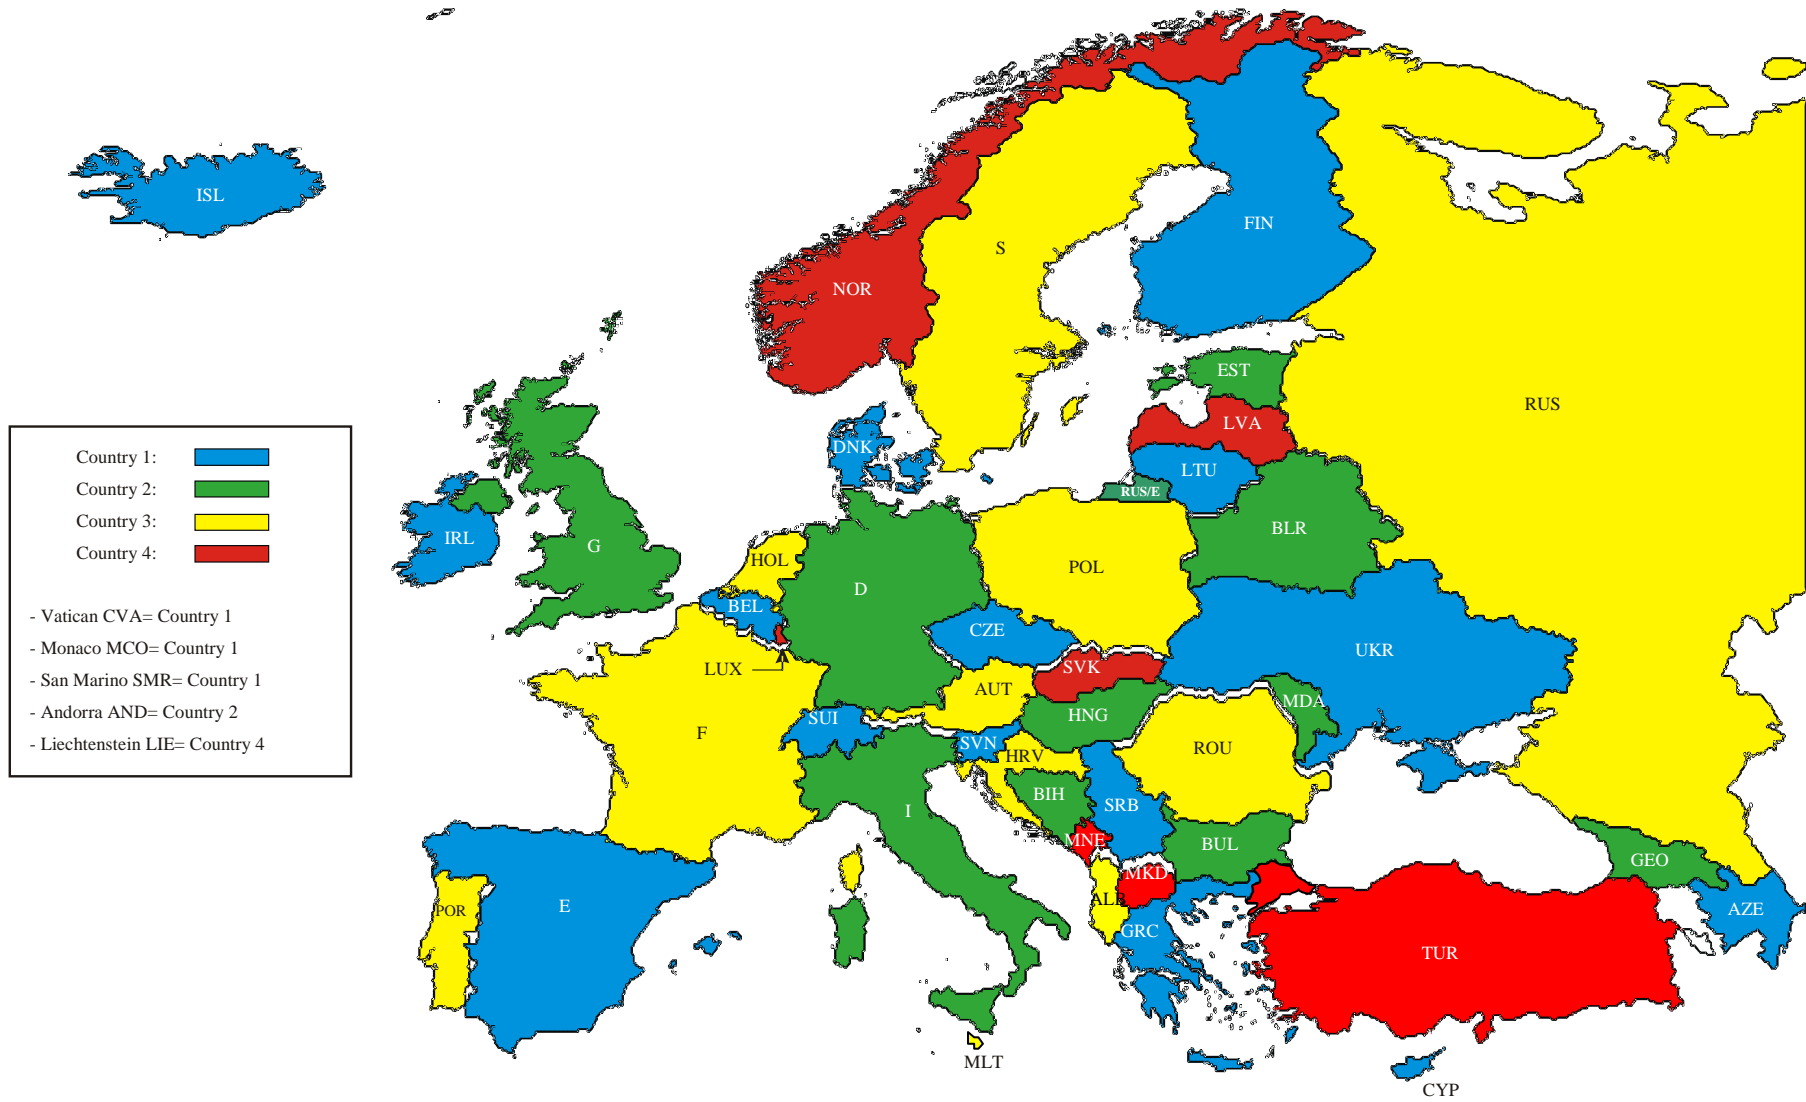 ISL
FIN
S
NOR
EST
RUS
LVA
DNK
LTU
RUS/E
BLR
IRL
G
HOL
D
POL
BEL
CZE
UKR
LUX
SVK
AUT
MDA
HNG
SUI
F
SVN
HRV
ROU
BIH
SRB
I
MNE
BUL
GEO
MKD
ALB
E
POR
AZE
GRC
TUR
MLT
CYP
Country 1:
Country 2:
Country 3:
Country 4:
- Vatican CVA= Country 1
- Monaco MCO= Country 1
- San Marino SMR= Country 1
- Andorra AND= Country 2
- Liechtenstein LIE= Country 4